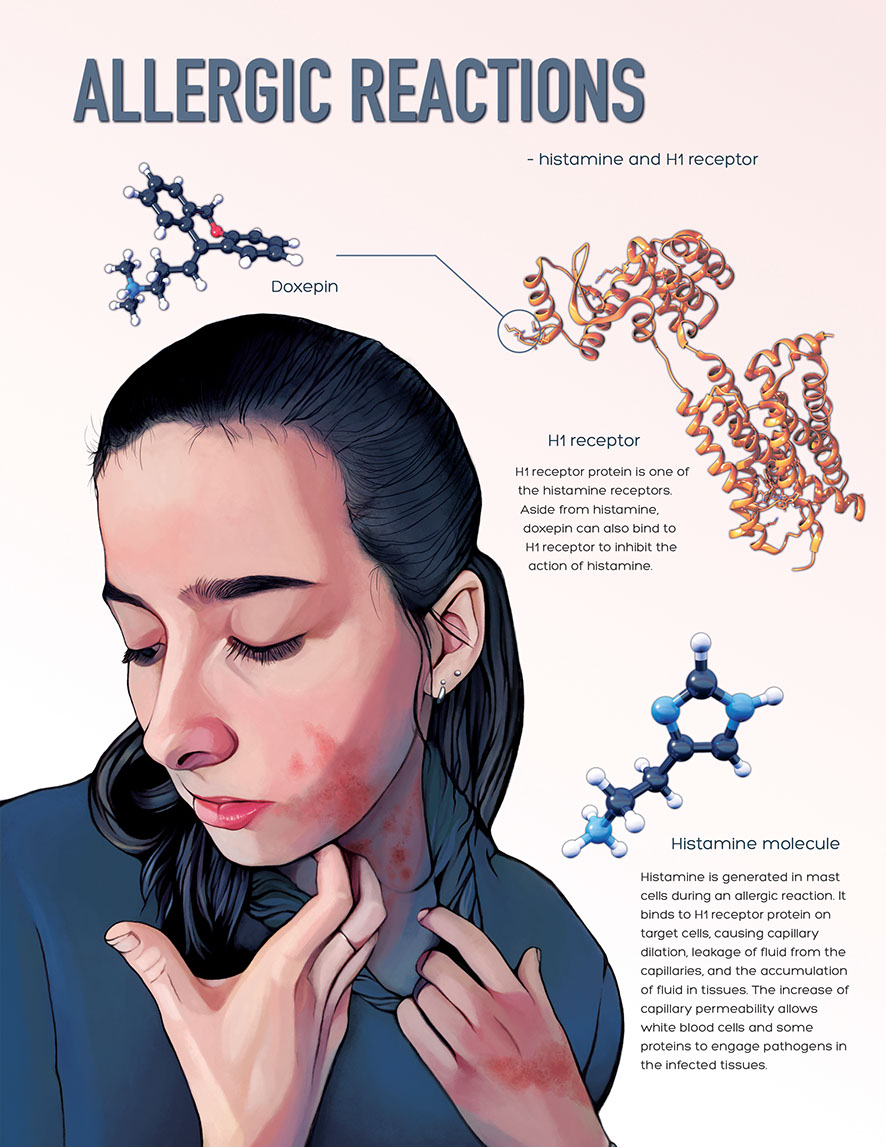 ALLERGIC REACTIONS
- histamine and H1 receptor
Doxepin
H1 receptor
H1 receptor protein is one of
the histamine receptors.
Aside from histamine,
doxepin can also bind to
H1 receptor to inhibit the
action of histamine.
Histamine molecule
Histamine is generated in mast
cells during an allergic reaction. It
binds to H1 receptor protein on
target cells, causing capillary
dilation, leakage of fluid from the
capillaries, and the accumulation
of fluid in tissues. The increase of
capillary permeability allows
white blood cells and some
proteins to engage pathogens in
the infected tissues.